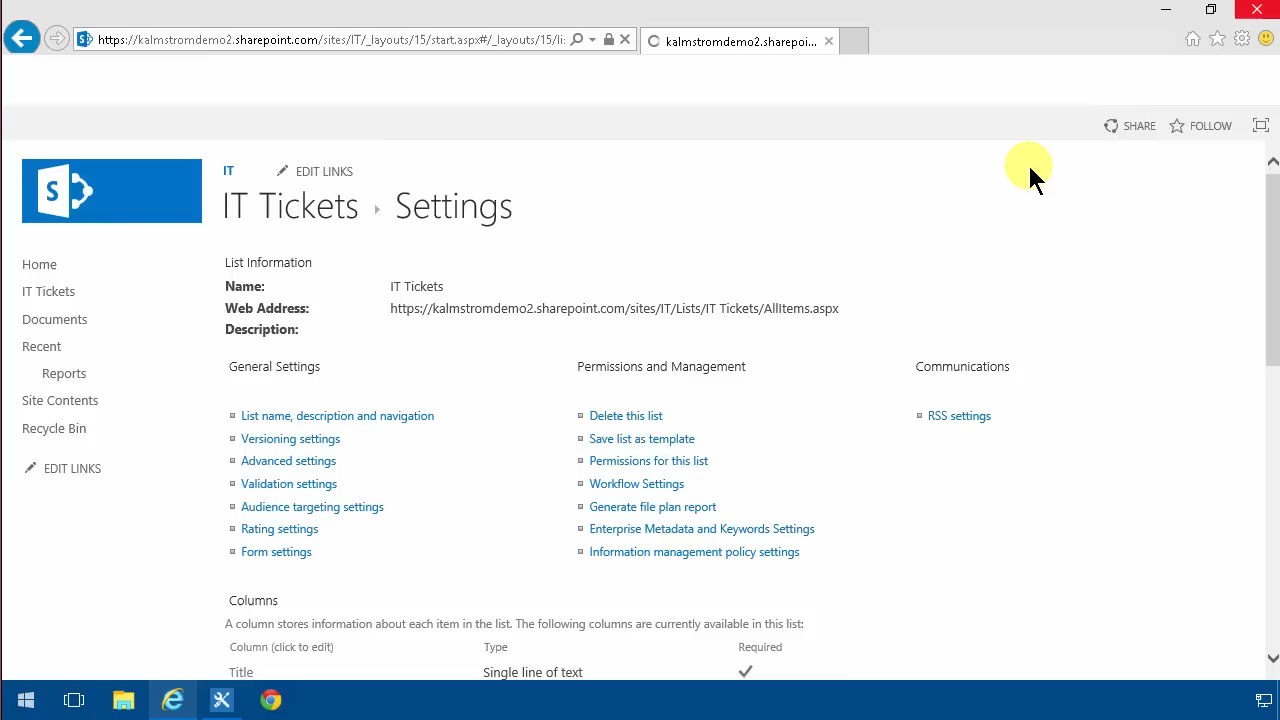 https://kalmstromdemo2.sharepoint.com/sites/IT/_layouts/15/start.aspx#/_layouts/15/li:
kalmstromdemo2.sharepoi...
SHARE
FOLLOW
S
IT
EDIT LINKS
IT Tickets
Settings
Home
IT Tickets
Documents
Recent
Reports
Site Contents
Recycle Bin
EDIT LINKS
List Information
Name: IT Tickets
Web Address: https://kalmstromdemo2.sharepoint.com/sites/IT/Lists/IT Tickets/AllItems.aspx
Description:
General Settings
List name, description and navigation
Versioning settings
Advanced settings
Validation settings
Audience targeting settings
Rating settings
Form settings
Permissions and Management
Delete this list
Save list as template
Permissions for this list
Workflow Settings
Generate file plan report
Enterprise Metadata and Keywords Settings
Information management policy settings
Communications
RSS settings
Columns
A column stores information about each item in the list. The following columns are currently available in this list:
Column (click to edit) Type Required
Title Single line of text